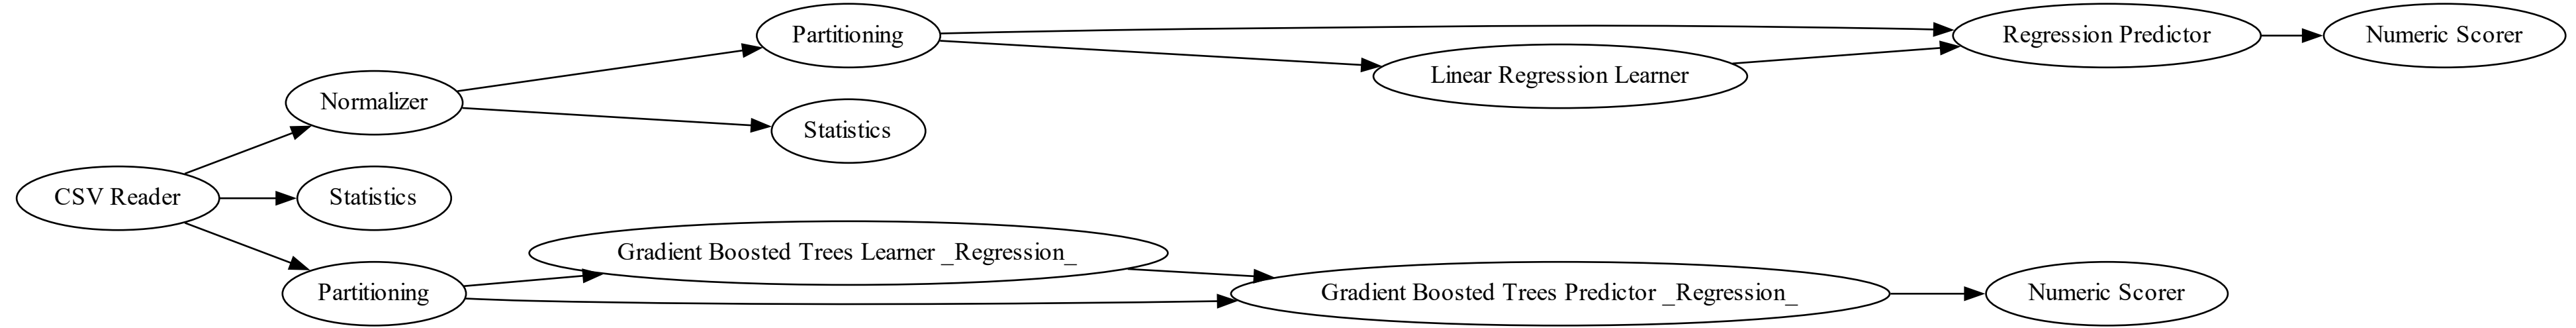 Partitioning
Regression Predictor
Numeric Scorer
Linear Regression Learner
Normalizer
Statistics
CSV Reader
Statistics
Gradient Boosted Trees Learner _Regression_
Partitioning
Gradient Boosted Trees Predictor _Regression_
Numeric Scorer